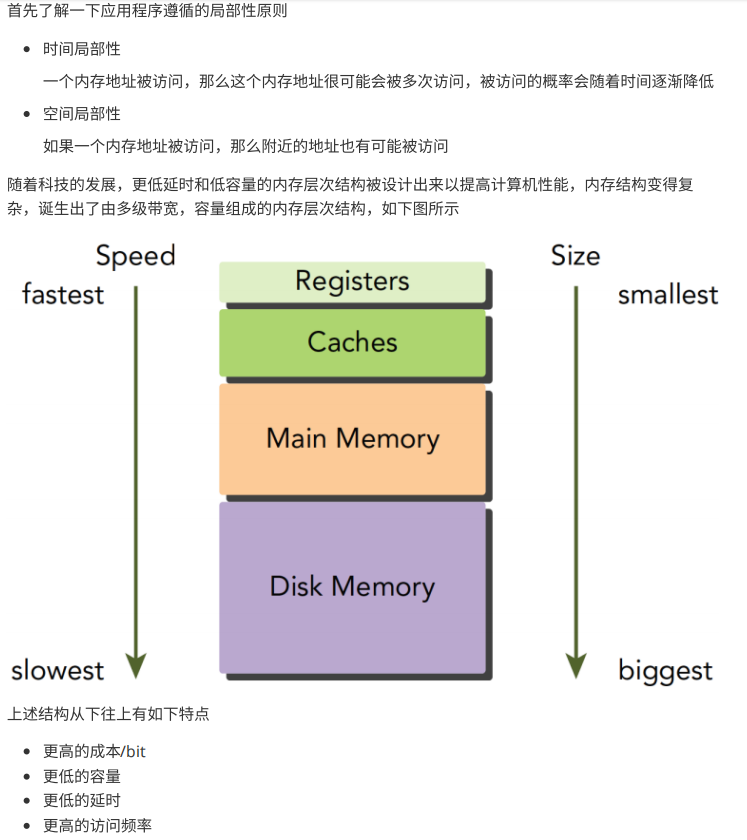 首先了解一下应用程序遵循的局部性原则
时间局部性
一个内存地址被访问，那么这个内存地址很可能会被多次访问，被访问的概率会随着时间逐渐降低
空间局部性
如果一个内存地址被访问，那么附近的地址也有可能被访问
随着科技的发展，更低延时和低容量的内存层次结构被设计出来以提高计算机性能，内存结构变得复
杂，诞生出了由多级带宽，容量组成的内存层次结构，如下图所示
Speed
Size
fastest
Registers
smallest
Caches
Main Memory
Disk Memory
slowest
biggest
上述结构从下往上有如下特点
更高的成本/bit
更低的容量
更低的延时
更高的访问频率